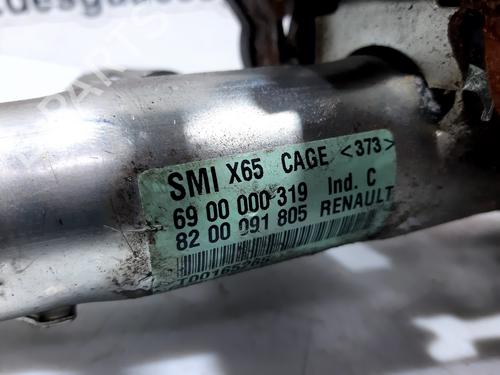 SMI X65 CAGE <373>
69 00 000 319 Ind. C
82 00 091 805 RENAULT